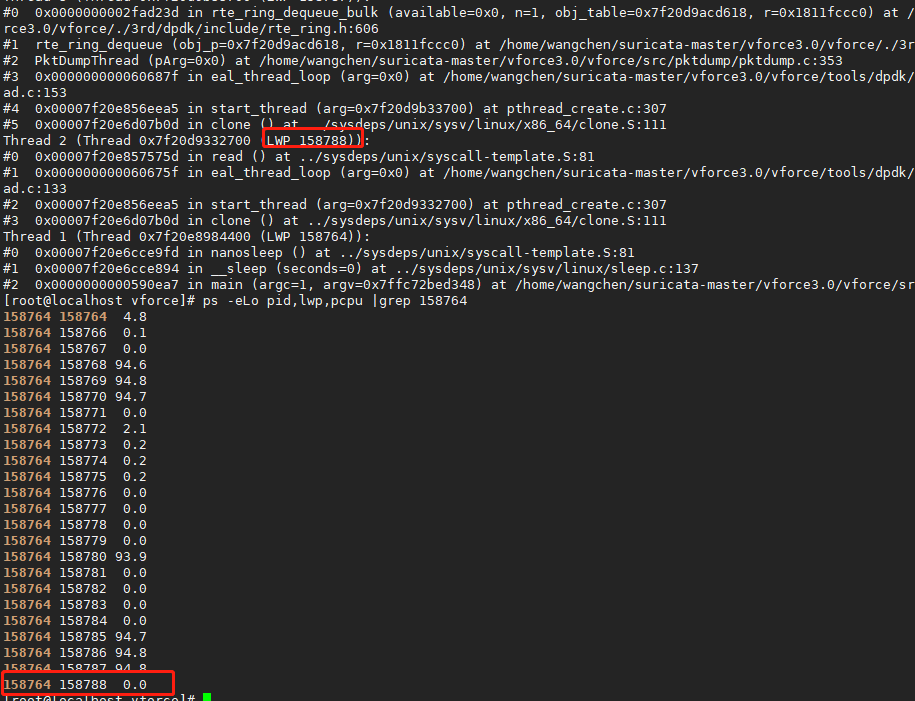 #0  0x0000000002fad23d in rte_ring_dequeue_bulk (available=0x0, n=1, obj_table=0x7f20d9acd618, r=0x1811fccc0) at /
rce3.0/vforce/./3rd/dpdk/include/rte_ring.h:606
#1  rte_ring_dequeue (obj_p=0x7f20d9acd618, r=0x1811fccc0) at /home/wangchen/suricata-master/vforce3.0/vforce/./3r
#2  PktDumpThread (pArg=0x0) at /home/wangchen/suricata-master/vforce3.0/vforce/src/pktdump/pktdump.c:353
#3  0x000000000060687f in eal_thread_loop (arg=0x0) at /home/wangchen/suricata-master/vforce3.0/vforce/tools/dpdk/
ad.c:153
#4  0x00007f20e856eea5 in start_thread (arg=0x7f20d9b33700) at pthread_create.c:307
#5  0x00007f20e6d07b0d in clone () at ../sysdeps/unix/sysv/linux/x86_64/clone.S:111
Thread 2 (Thread 0x7f20d9332700 (LWP 158788)):
#0  0x00007f20e857575d in read () at ../sysdeps/unix/syscall-template.S:81
#1  0x000000000060675f in eal_thread_loop (arg=0x0) at /home/wangchen/suricata-master/vforce3.0/vforce/tools/dpdk/
ad.c:133
#2  0x00007f20e856eea5 in start_thread (arg=0x7f20d9332700) at pthread_create.c:307
#3  0x00007f20e6d07b0d in clone () at ../sysdeps/unix/sysv/linux/x86_64/clone.S:111
Thread 1 (Thread 0x7f20e8984400 (LWP 158764)):
#0  0x00007f20e6cce9fd in nanosleep () at ../sysdeps/unix/syscall-template.S:81
#1  0x00007f20e6cce894 in __sleep (seconds=0) at ../sysdeps/unix/sysv/linux/sleep.c:137
#2  0x0000000000590ea7 in main (argc=1, argv=0x7ffc72bed348) at /home/wangchen/suricata-master/vforce3.0/vforce/sr
[root@localhost vforce]# ps -eLo pid,lwp,pcpu |grep 158764
158764 158764  4.8
158764 158766  0.1
158764 158767  0.0
158764 158768 94.6
158764 158769 94.8
158764 158770 94.7
158764 158771  0.0
158764 158772  2.1
158764 158773  0.2
158764 158774  0.2
158764 158775  0.2
158764 158776  0.0
158764 158777  0.0
158764 158778  0.0
158764 158779  0.0
158764 158780 93.9
158764 158781  0.0
158764 158782  0.0
158764 158783  0.0
158764 158784  0.0
158764 158785 94.7
158764 158786 94.8
158764 158787 94.8
158764 158788  0.0
[root@localhost vforce]#